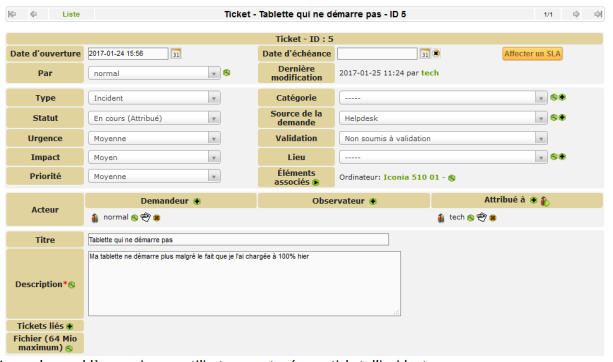 Liste Ticket - Tablette qui ne démarre pas - ID 5 1/1
Ticket - ID : 5
Date d'ouverture 2017-01-24 15:56 Date d'échéance Affecter un SLA
Par normal Dernière modification 2017-01-25 11:24 par tech
Type Incident Catégorie -----
Statut En cours (Attribué) Source de la demande Helpdesk
Urgence Moyenne Validation Non soumis à validation
Impact Moyen Lieu -----
Priorité Moyenne Éléments associés Ordinateur: Iconia 510 01 -
Acteur Demandeur Observateur Attribué à
normal tech
Titre Tablette qui ne démarre pas
Description* Ma tablette ne démarre plus malgré le fait que je l'ai chargée à 100% hier
Tickets liés
Fichier (64 Mio maximum)